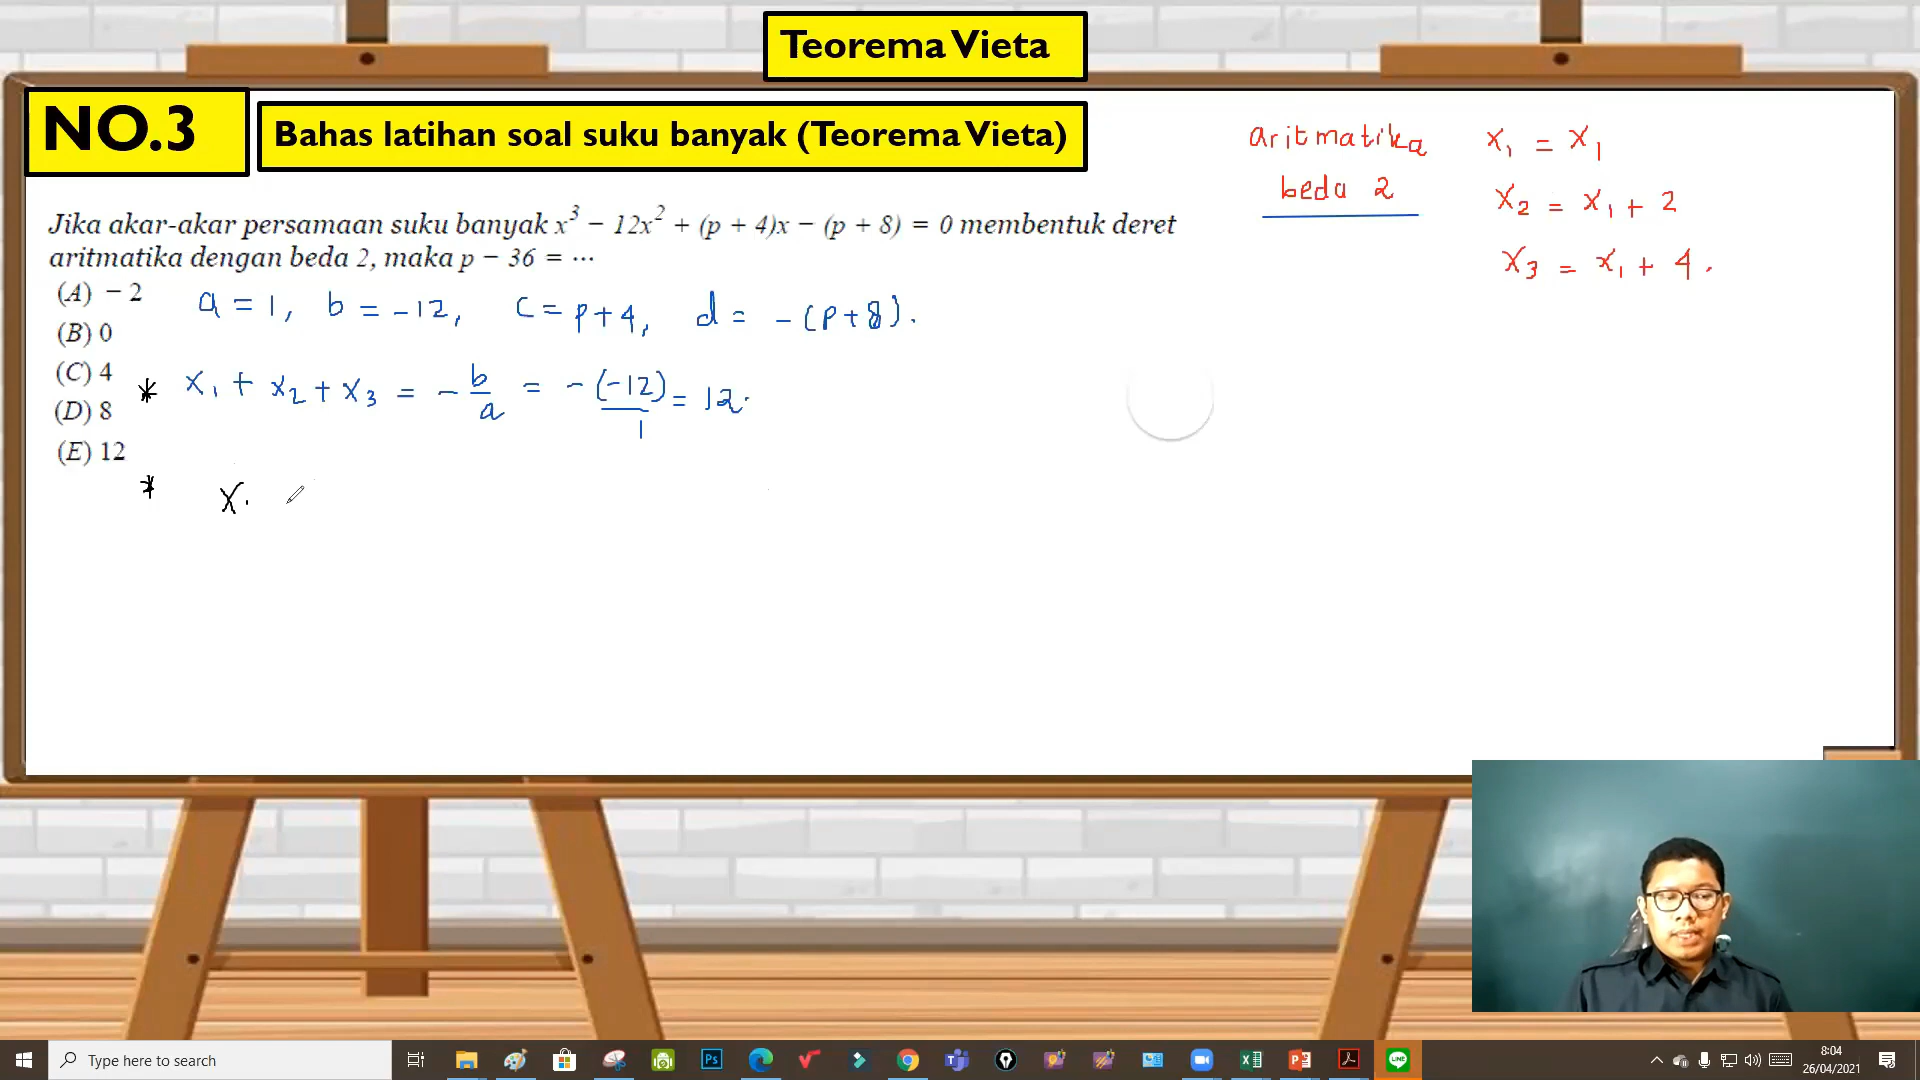 Teorema Vieta
NO.3
Bahas latihan soal suku banyak (Teorema Vieta)
aritmatika
beda 2
x₁ = x₁
x₂ = x₁ + 2
x₃ = x₁ + 4.
Jika akar-akar persamaan suku banyak x³ − 12x² + (p + 4)x − (p + 8) = 0 membentuk deret
aritmatika dengan beda 2, maka p − 36 = ⋯
(A) − 2
(B) 0
(C) 4
(D) 8
(E) 12
a = 1, b = -12, c = p+4, d = -(p+8).
* x₁ + x₂ + x₃ = - b/a = - (-12)/1 = 12.
* x.
Type here to search
Ps
LINE
8:04
26/04/2021